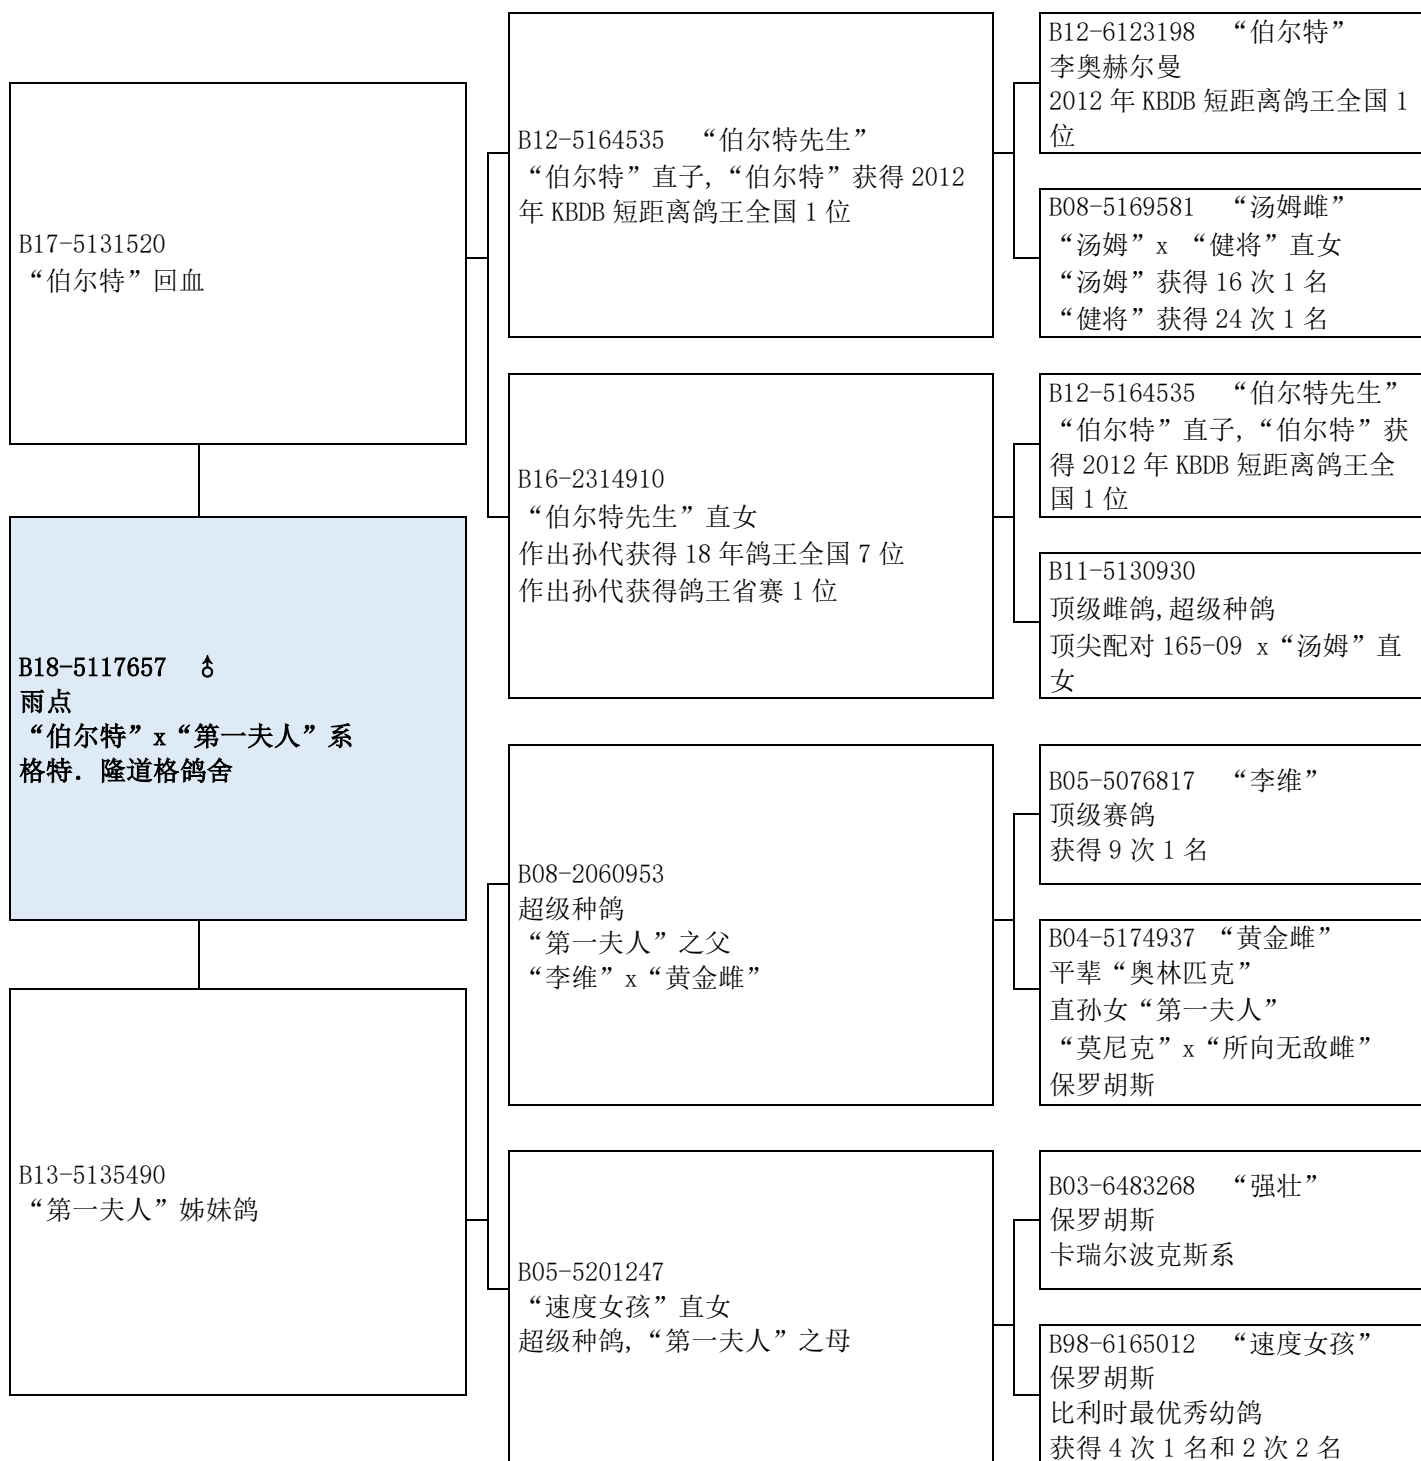 B17-5131520
“伯尔特”回血
B18-5117657 ♂
雨点
“伯尔特”x“第一夫人”系
格特．隆道格鸽舍
B13-5135490
“第一夫人”姊妹鸽
B12-5164535 “伯尔特先生”
“伯尔特”直子,“伯尔特”获得 2012
年 KBDB 短距离鸽王全国 1 位
B16-2314910
“伯尔特先生”直女
作出孙代获得 18 年鸽王全国 7 位
作出孙代获得鸽王省赛 1 位
B08-2060953
超级种鸽
“第一夫人”之父
“李维”x“黄金雌”
B05-5201247
“速度女孩”直女
超级种鸽,“第一夫人”之母
B12-6123198 “伯尔特”
李奥赫尔曼
2012 年 KBDB 短距离鸽王全国 1
位
B08-5169581 “汤姆雌”
“汤姆”x “健将”直女
“汤姆”获得 16 次 1 名
“健将”获得 24 次 1 名
B12-5164535 “伯尔特先生”
“伯尔特”直子,“伯尔特”获
得 2012 年 KBDB 短距离鸽王全
国 1 位
B11-5130930
顶级雌鸽,超级种鸽
顶尖配对 165-09 x“汤姆”直
女
B05-5076817 “李维”
顶级赛鸽
获得 9 次 1 名
B04-5174937 “黄金雌”
平辈“奥林匹克”
直孙女“第一夫人”
“莫尼克”x“所向无敌雌”
保罗胡斯
B03-6483268 “强壮”
保罗胡斯
卡瑞尔波克斯系
B98-6165012 “速度女孩”
保罗胡斯
比利时最优秀幼鸽
获得 4 次 1 名和 2 次 2 名